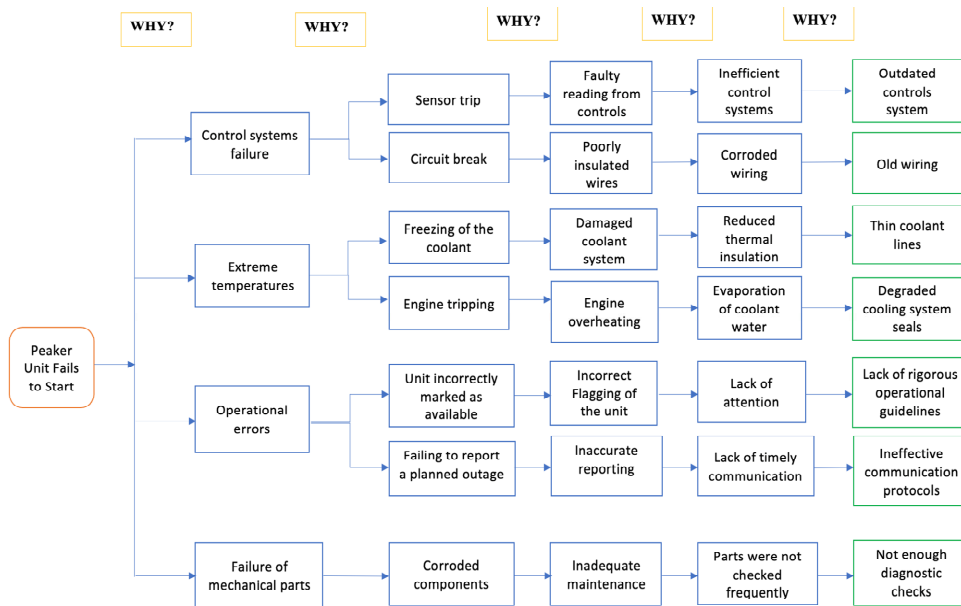 WHY?
WHY?
WHY?
WHY?
WHY?
Sensor trip
Faulty
reading from
controls
Inefficient
control
systems
Outdated
controls
system
Control systems
failure
Circuit break
Poorly
insulated
wires
Corroded
wiring
Old wiring
Freezing of the
coolant
Damaged
coolant
system
Reduced
thermal
insulation
Thin coolant
lines
Extreme
temperatures
Engine tripping
Engine
overheating
Evaporation
of coolant
water
Degraded
cooling system
seals
Peaker
Unit Fails
to Start
Unit incorrectly
marked as
available
Incorrect
Flagging of
the unit
Lack of
attention
Lack of rigorous
operational
guidelines
Operational
errors
Failing to report
a planned outage
Inaccurate
reporting
Lack of timely
communication
Ineffective
communication
protocols
Failure of
mechanical parts
Corroded
components
Inadequate
maintenance
Parts were not
checked
frequently
Not enough
diagnostic
checks